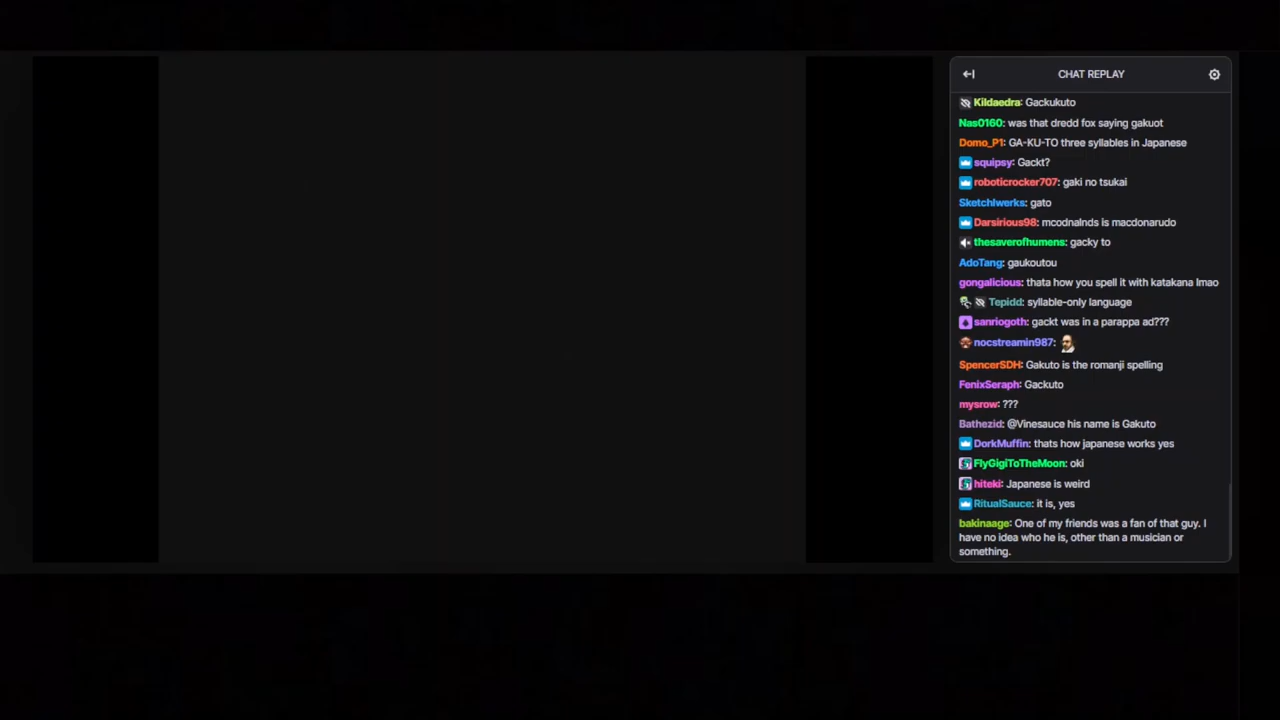 CHAT REPLAY
Kildaedra: Gackukuto
Nas0160: was that dredd fox saying gakuot
Domo_P1: GA-KU-TO three syllables in Japanese
squipsy: Gackt?
roboticrocker707: gaki no tsukai
Sketchlwerks: gato
Darsirious98: mcodnalnds is macdonarudo
thesaverofhumens: gacky to
AdoTang: gaukoutou
gongalicious: thata how you spell it with katakana lmao
Tepidd: syllable-only language
sanriogoth: gackt was in a parappa ad???
nocstreamin987:
SpencerSDH: Gakuto is the romanji spelling
FenixSeraph: Gackuto
mysrow: ???
Bathezid: @Vinesauce his name is Gakuto
DorkMuffin: thats how japanese works yes
FlyGigiToTheMoon: oki
hiteki: Japanese is weird
RitualSauce: it is, yes
bakinaage: One of my friends was a fan of that guy. I
have no idea who he is, other than a musician or
something.